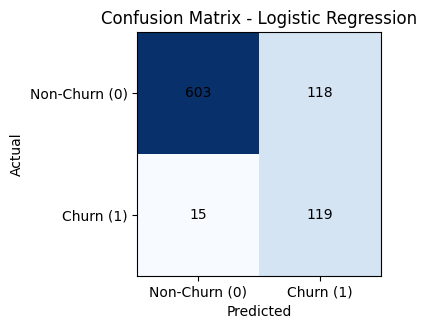 Confusion Matrix - Logistic Regression
Actual
Non-Churn (0)
603
118
Churn (1)
15
119
Non-Churn (0)
Churn (1)
Predicted